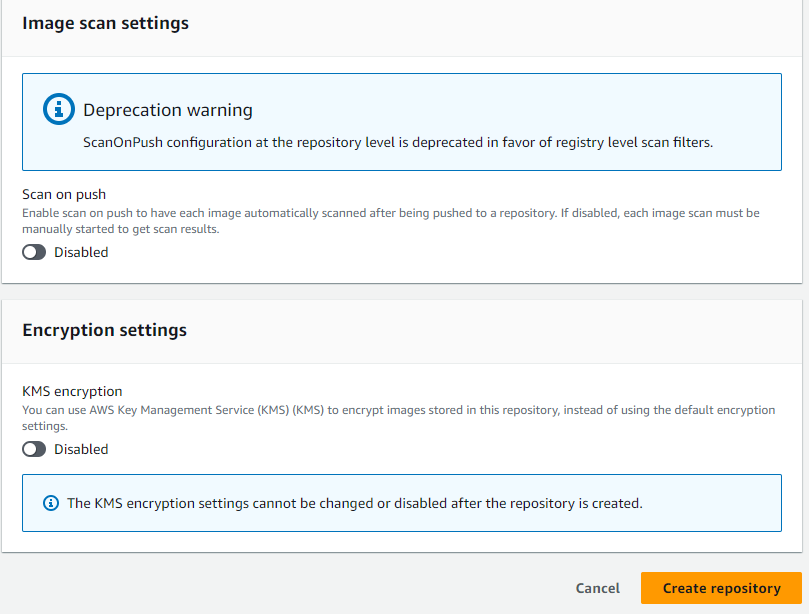 Image scan settings
Deprecation warning
ScanOnPush configuration at the repository level is deprecated in favor of registry level scan filters.
Scan on push
Enable scan on push to have each image automatically scanned after being pushed to a repository. If disabled, each image scan must be
manually started to get scan results.
Disabled
Encryption settings
KMS encryption
You can use AWS Key Management Service (KMS) (KMS) to encrypt images stored in this repository, instead of using the default encryption
settings.
Disabled
The KMS encryption settings cannot be changed or disabled after the repository is created.
Cancel
Create repository